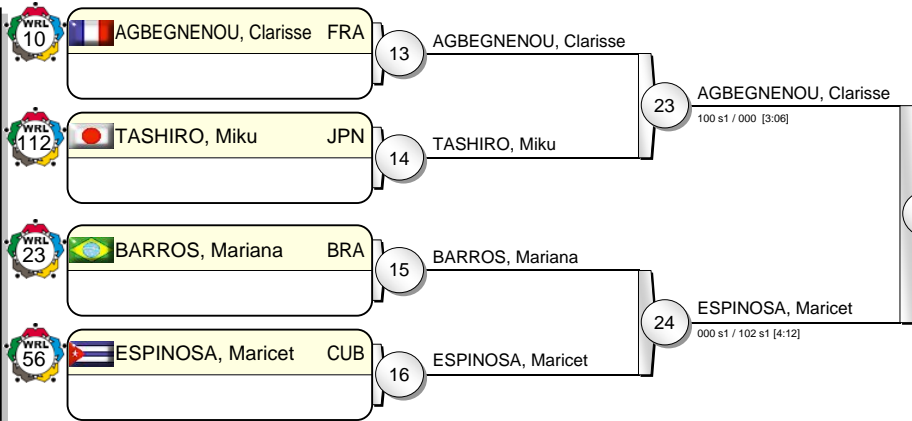 WRL
10
AGBEGNENOU, Clarisse FRA
13
AGBEGNENOU, Clarisse
WRL
112
TASHIRO, Miku JPN
14
TASHIRO, Miku
23
AGBEGNENOU, Clarisse
100 s1 / 000 [3:06]
WRL
23
BARROS, Mariana BRA
15
BARROS, Mariana
WRL
56
ESPINOSA, Maricet CUB
16
ESPINOSA, Maricet
24
ESPINOSA, Maricet
000 s1 / 102 s1 [4:12]